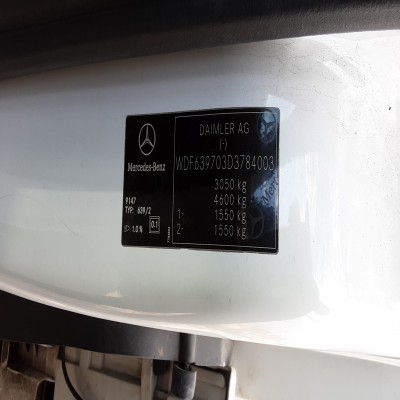 DAIMLER AG
(-)
Mercedes-Benz
WDF639703D3784003
3050 kg
4600 kg
1- 1550 kg
2- 1550 kg
9147
TYP: 639/2
1.0% 0.1